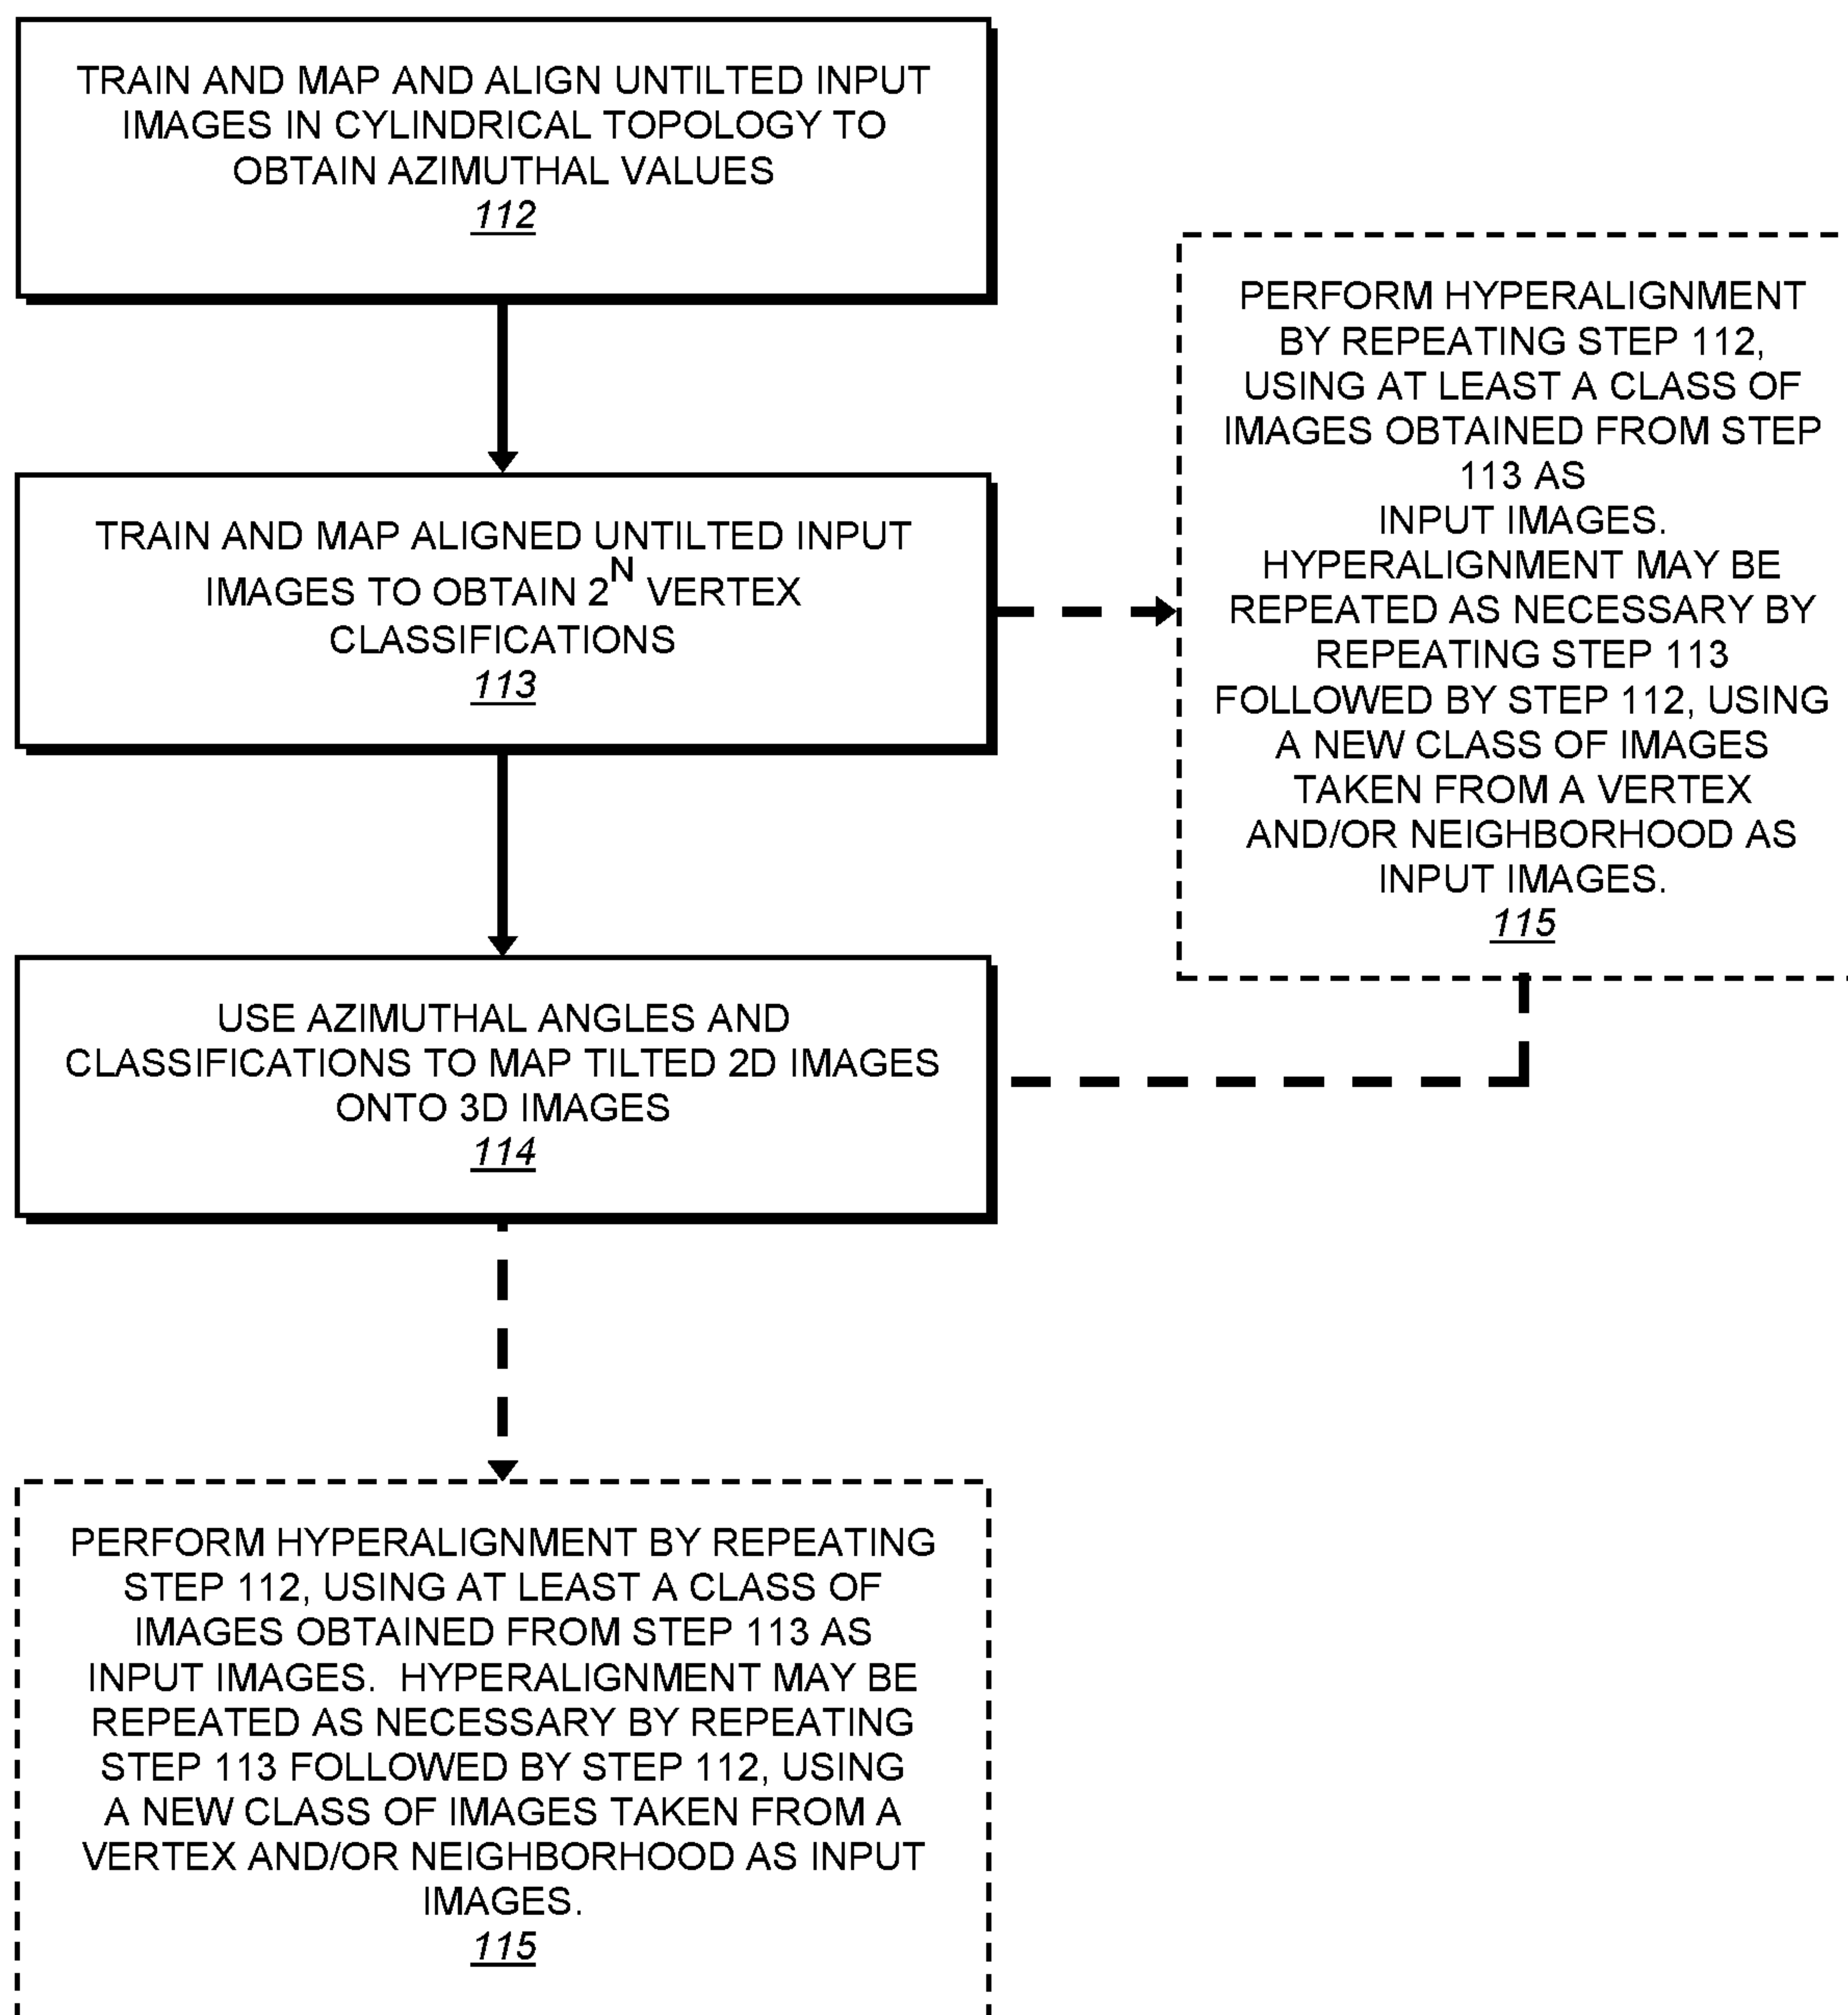 TRAIN AND MAP AND ALIGN UNTILTED INPUT
IMAGES IN CYLINDRICAL TOPOLOGY TO
OBTAIN AZIMUTHAL VALUES
112
TRAIN AND MAP ALIGNED UNTILTED INPUT
IMAGES TO OBTAIN 2^N VERTEX
CLASSIFICATIONS
113
PERFORM HYPERALIGNMENT
BY REPEATING STEP 112,
USING AT LEAST A CLASS OF
IMAGES OBTAINED FROM STEP
113 AS
INPUT IMAGES.
HYPERALIGNMENT MAY BE
REPEATED AS NECESSARY BY
REPEATING STEP 113
FOLLOWED BY STEP 112, USING
A NEW CLASS OF IMAGES
TAKEN FROM A VERTEX
AND/OR NEIGHBORHOOD AS
INPUT IMAGES.
115
USE AZIMUTHAL ANGLES AND
CLASSIFICATIONS TO MAP TILTED 2D IMAGES
ONTO 3D IMAGES
114
PERFORM HYPERALIGNMENT BY REPEATING
STEP 112, USING AT LEAST A CLASS OF
IMAGES OBTAINED FROM STEP 113 AS
INPUT IMAGES.  HYPERALIGNMENT MAY BE
REPEATED AS NECESSARY BY REPEATING
STEP 113 FOLLOWED BY STEP 112, USING
A NEW CLASS OF IMAGES TAKEN FROM A
VERTEX AND/OR NEIGHBORHOOD AS INPUT
IMAGES.
115